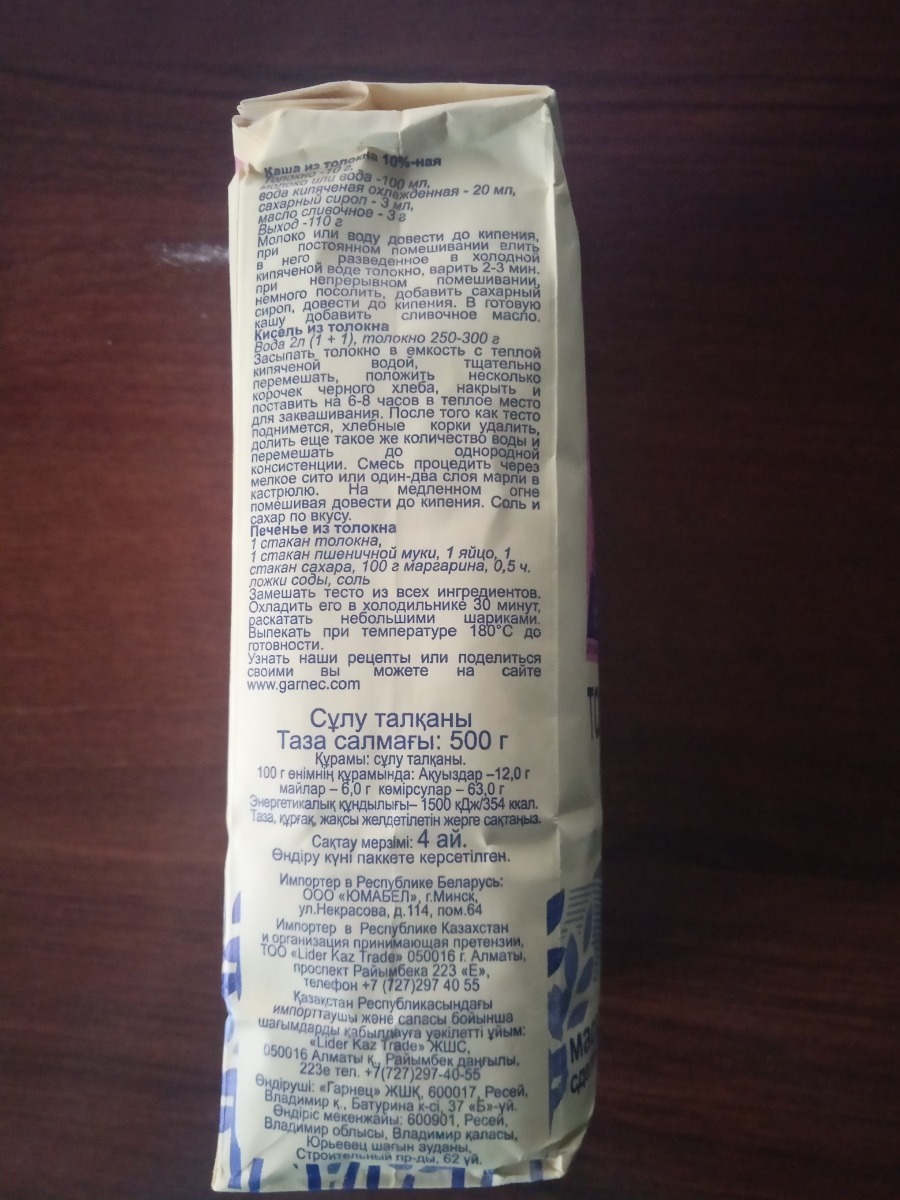 Каша из толокна 10%-ная
Толокно -10 г,
Молоко или вода -100 мл,
вода кипяченая охлажденная - 20 мл,
сахарный сироп - 3 мл,
масло сливочное - 3 г
Выход -110 г
Молоко или воду довести до кипения,
при постоянном помешивании влить
в него разведенное в холодной
кипяченой воде толокно, варить 2-3 мин.
при непрерывном помешивании,
немного посолить, добавить сахарный
сироп, довести до кипения. В готовую
кашу добавить сливочное масло.
Кисель из толокна
Вода 2л (1 + 1), толокно 250-300 г
Засыпать толокно в емкость с теплой
кипяченой водой, тщательно
перемешать, положить несколько
корочек черного хлеба, накрыть и
поставить на 6-8 часов в теплое место
для заквашивания. После того как тесто
поднимется, хлебные корки удалить,
долить еще такое же количество воды и
перемешать до однородной
консистенции. Смесь процедить через
мелкое сито или один-два слоя марли в
кастрюлю. На медленном огне
помешивая довести до кипения. Соль и
сахар по вкусу.
Печенье из толокна
1 стакан толокна,
1 стакан пшеничной муки, 1 яйцо, 1
стакан сахара, 100 г маргарина, 0,5 ч.
ложки соды, соль
Замешать тесто из всех ингредиентов.
Охладить его в холодильнике 30 минут,
раскатать небольшими шариками.
Выпекать при температуре 180°С до
готовности.
Узнать наши рецепты или поделиться
своими вы можете на сайте
www.garnec.com
Сұлу талқаны
Таза салмағы: 500 г
Құрамы: сұлу талқаны.
100 г өнімнің құрамында: Ақуыздар –12,0 г
майлар – 6,0 г көмірсулар – 63,0 г
Энергетикалық құндылығы– 1500 кДж/354 ккал.
Таза, құрғақ, жақсы желдетілетін жерге сақтаңыз.
Сақтау мерзімі: 4 ай.
Өндіру күні паккете көрсетілген.
Импортер в Республике Беларусь:
ООО «ЮМАБЕЛ», г.Минск,
ул.Некрасова, д.114, пом.64
Импортер в Республике Казахстан
и организация принимающая претензии,
ТОО «Lider Kaz Trade» 050016 г. Алматы,
проспект Райымбека 223 «Е»,
телефон +7 (727)297 40 55
Қазақстан Республикасындағы
импорттаушы және сапасы бойынша
шағымдарды қабылдауға уәкілетті ұйым:
«Lider Kaz Trade» ЖШС,
050016 Алматы қ., Райымбек даңғылы,
223е тел. +7(727)297-40-55
Өндіруші: «Гарнец» ЖШҚ, 600017, Ресей,
Владимир қ., Батурина к-сі, 37 «Б»-уй.
Өндіріс мекенжайы: 600901, Ресей,
Владимир облысы, Владимир қаласы,
Юрьевец шағын ауданы,
Строительный пр-ды, 62 үй.